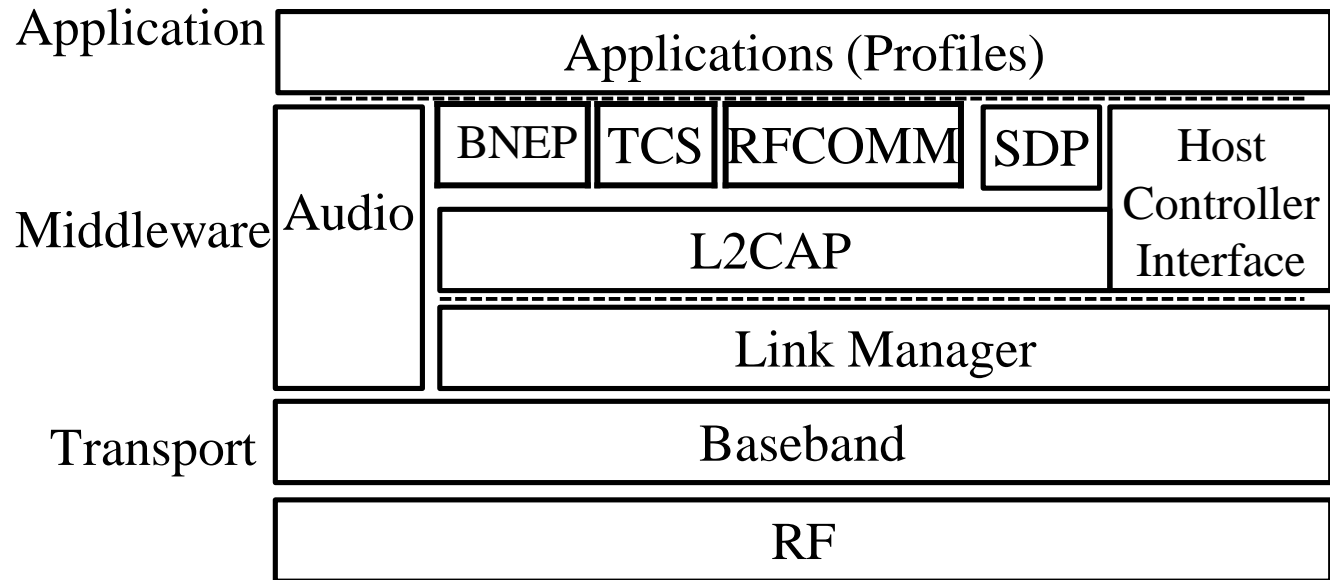 Application
Applications (Profiles)
BNEP
TCS
RFCOMM
SDP
Host
Controller
Interface
Middleware
Audio
L2CAP
Link Manager
Transport
Baseband
RF